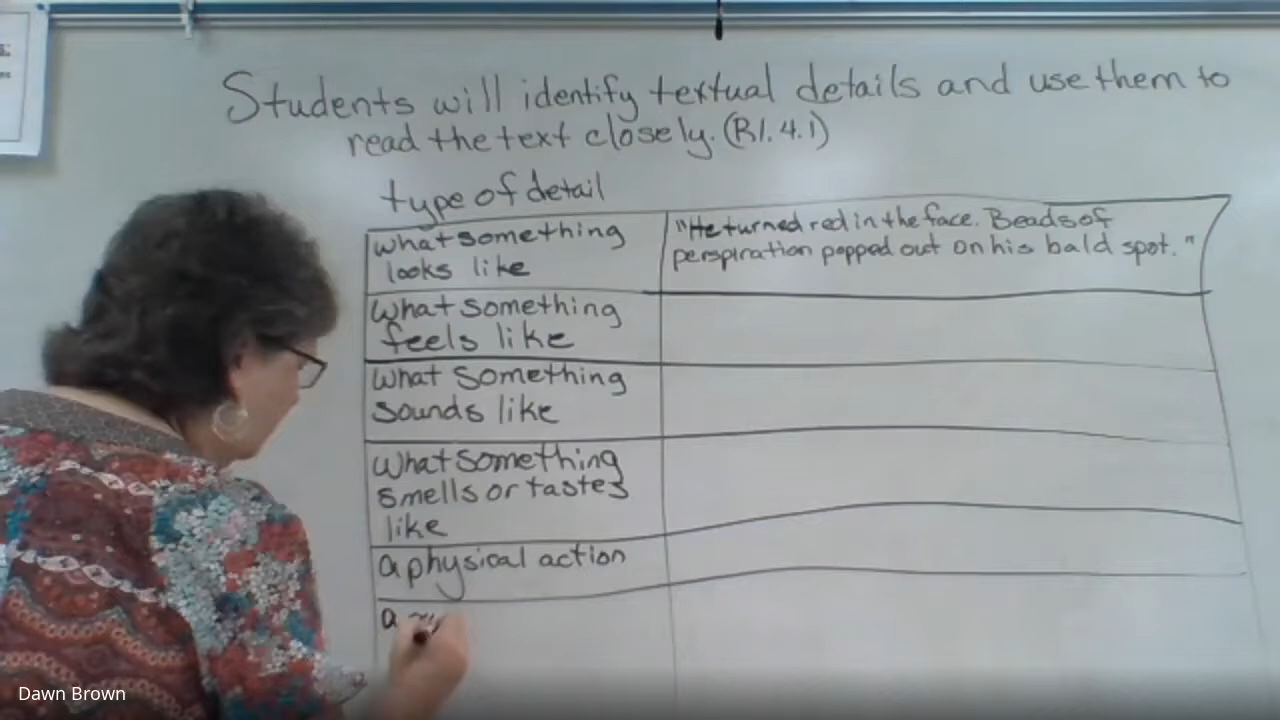 Students will identify textual details and use them to
read the text closely. (R1.4.1)
type of detail
what something
looks like
"He turned red in the face. Beads of
perspiration popped out on his bald spot."
what something
feels like
what something
sounds like
what something
smells or tastes
like
a physical action
a
Dawn Brown